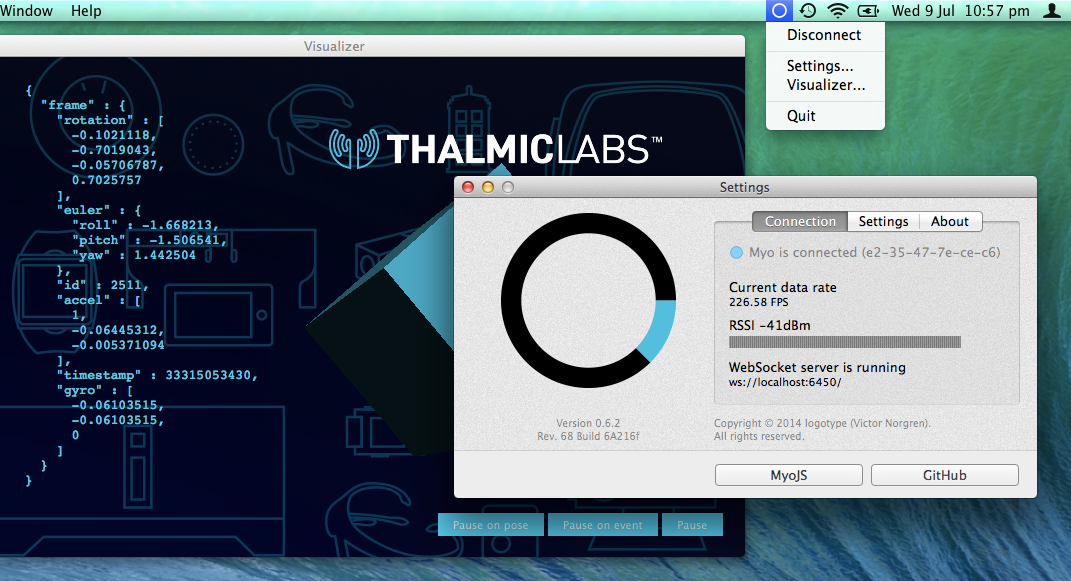 Window Help
Wed 9 Jul 10:57 pm
Disconnect
Settings...
Visualizer...
Quit
Visualizer
{
"frame" : {
"rotation" : [
-0.1021118,
-0.7019043,
-0.05706787,
0.7025757
],
"euler" : {
"roll" : -1.668213,
"pitch" : -1.506541,
"yaw" : 1.442504
},
"id" : 2511,
"accel" : [
1,
-0.06445312,
-0.005371094
],
"timestamp" : 33315053430,
"gyro" : [
-0.06103515,
-0.06103515,
0
]
}
}
THALMICLABS™
Pause on pose
Pause on event
Pause
Settings
Connection Settings About
Myo is connected (e2-35-47-7e-ce-c6)
Current data rate
226.58 FPS
RSSI -41dBm
WebSocket server is running
ws://localhost:6450/
Version 0.6.2
Rev. 68 Build 6A216f
Copyright © 2014 logotype (Victor Norgren).
All rights reserved.
MyoJS
GitHub